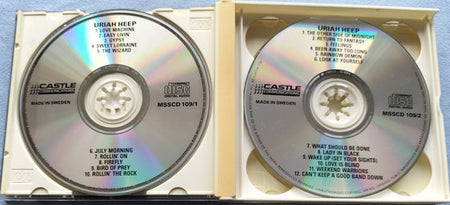 URIAH HEEP
1. LOVE MACHINE
2. EASY LIVIN'
3. GYPSY
4. SWEET LORRAINE
5. THE WIZARD
CASTLE
COMPACT
disc
DIGITAL AUDIO
MADE IN SWEDEN
MSSCD 109/1
6. JULY MORNING
7. ROLLIN' ON
8. FIREFLY
9. BIRD OF PREY
10. ROLLIN' THE ROCK
URIAH HEEP
1. THE OTHER SIDE OF MIDNIGHT
2. RETURN TO FANTASY
3. FEELINGS
4. BEEN AWAY TOO LONG
5. RAINBOW DEMON
6. LOOK AT YOURSELF
CASTLE
disc
MADE IN SWEDEN
MSSCD 109/2
7. WHAT SHOULD BE DONE
8. LADY IN BLACK
9. WAKE UP (SET YOUR SIGHTS)
10. LOVE IS BLIND
11. WEEKEND WARRIORS
12. CAN'T KEEP A GOOD BAND DOWN